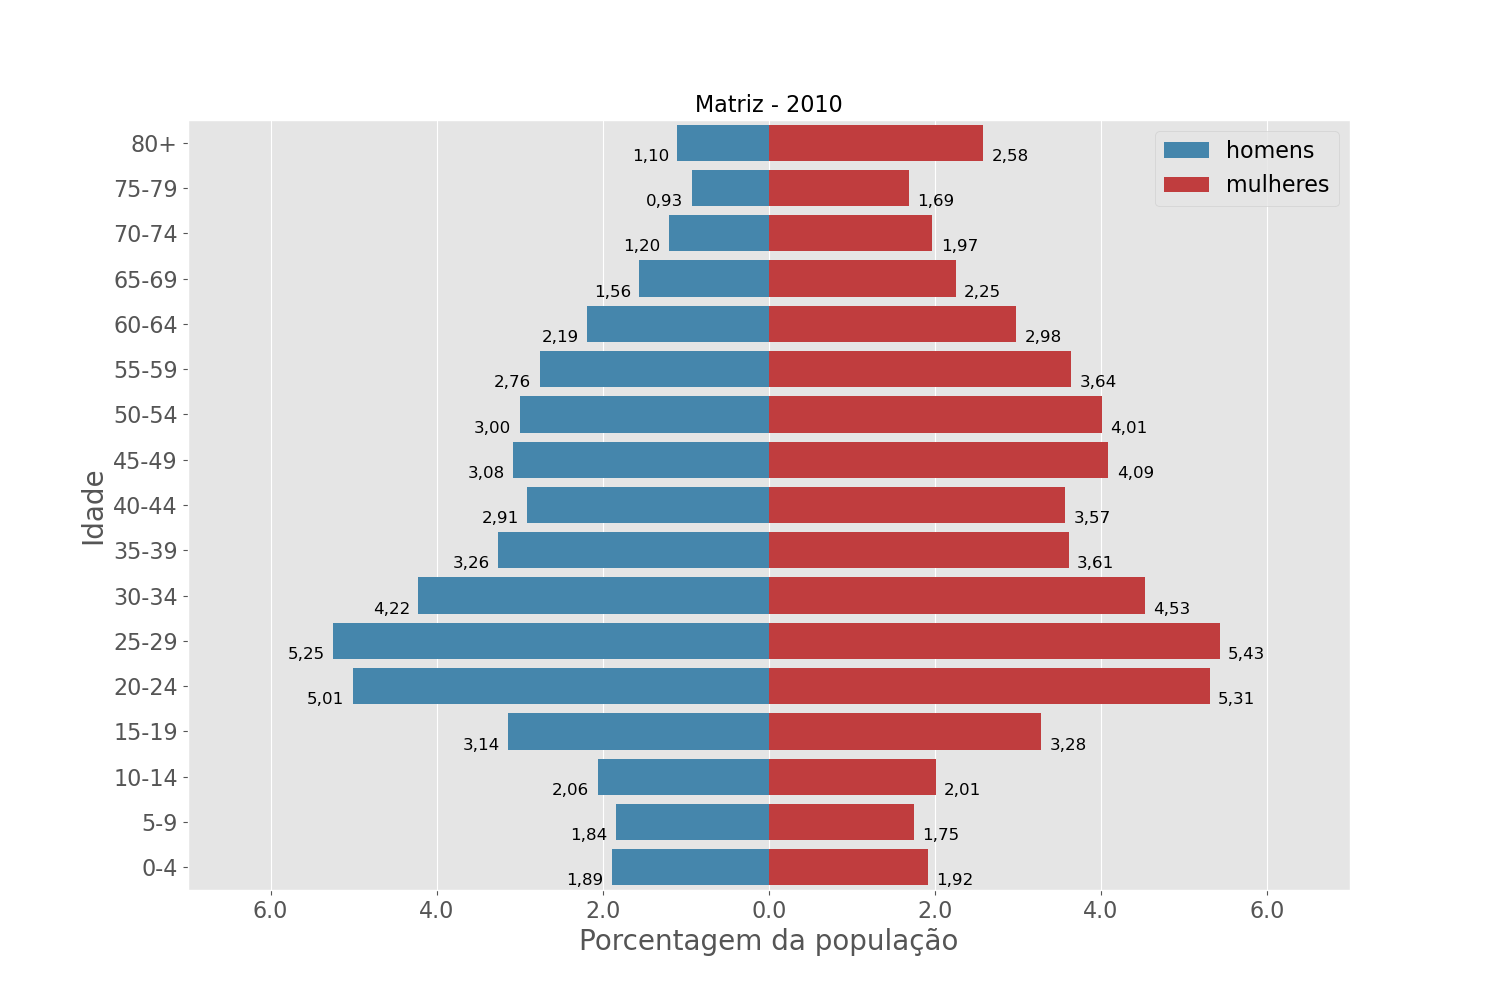 Matriz - 2010
homens
mulheres
Idade
80+ 1,10 2,58
75-79 0,93 1,69
70-74 1,20 1,97
65-69 1,56 2,25
60-64 2,19 2,98
55-59 2,76 3,64
50-54 3,00 4,01
45-49 3,08 4,09
40-44 2,91 3,57
35-39 3,26 3,61
30-34 4,22 4,53
25-29 5,25 5,43
20-24 5,01 5,31
15-19 3,14 3,28
10-14 2,06 2,01
5-9 1,84 1,75
0-4 1,89 1,92
6.0 4.0 2.0 0.0 2.0 4.0 6.0
Porcentagem da população